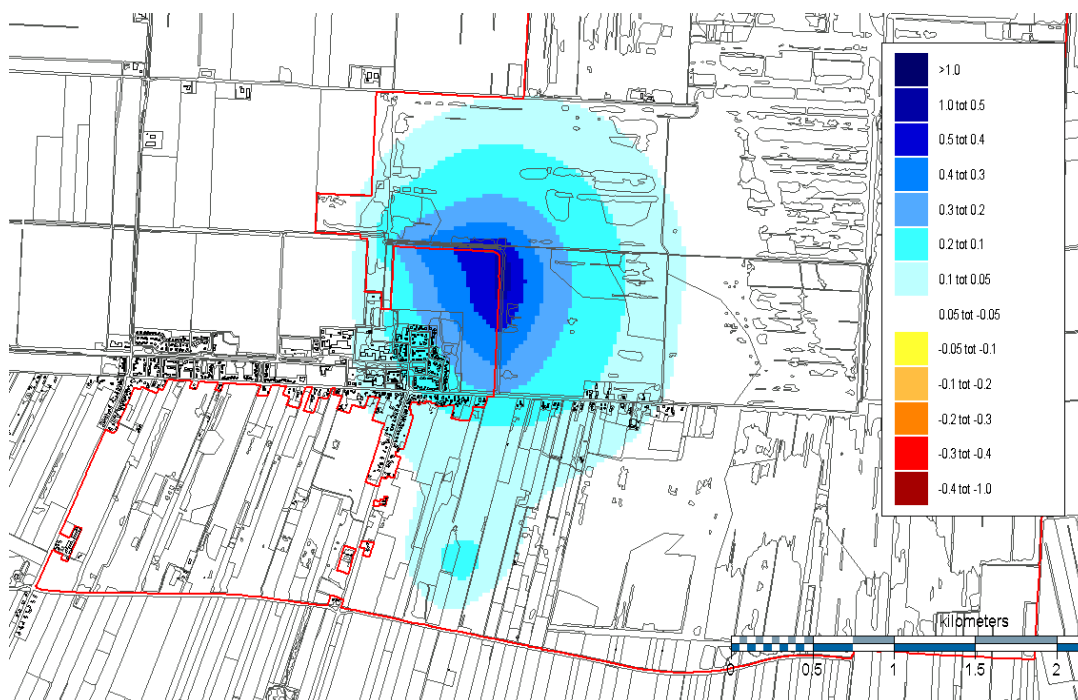 >1.0
1.0 tot 0.5
0.5 tot 0.4
0.4 tot 0.3
0.3 tot 0.2
0.2 tot 0.1
0.1 tot 0.05
0.05 tot -0.05
-0.05 tot -0.1
-0.1 tot -0.2
-0.2 tot -0.3
-0.3 tot -0.4
-0.4 tot -1.0
kilometers
0 0.5 1 1.5 2